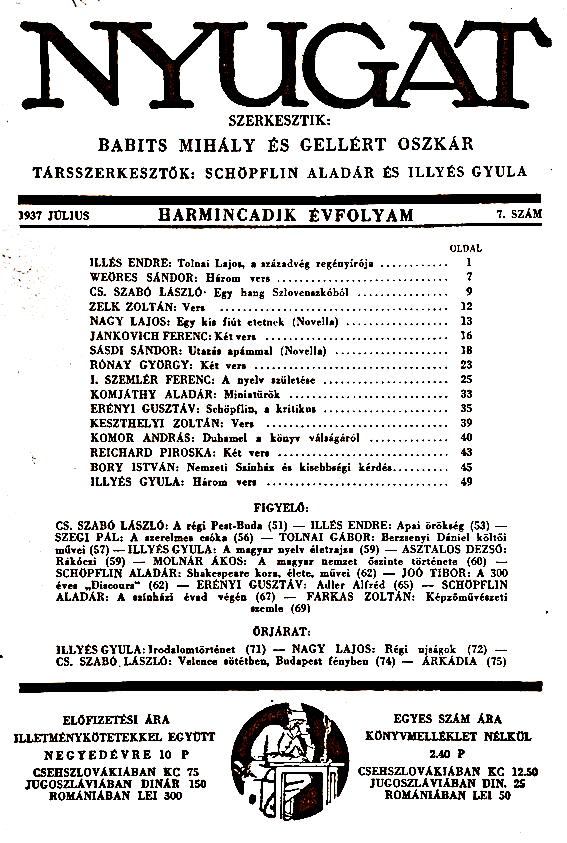 NYUGAT
SZERKESZTIK:
BABITS MIHÁLY ÉS GELLÉRT OSZKÁR
TÁRSSZERKESZTŐK: SCHÖPFLIN ALADÁR ÉS ILLYÉS GYULA
1937 JÚLIUS HARMINCADIK ÉVFOLYAM 7. SZÁM
OLDAL
ILLÉS ENDRE: Tolnai Lajos, a századvég regényírója ........... 1
WEÖRES SÁNDOR: Három vers ............................. 7
CS. SZABÓ LÁSZLÓ· Egy hang Szlovenszkóból ............... 9
ZELK ZOLTÁN: Vers ...................................... 12
NAGY LAJOS: Egy kis fiút etetnek (Novella) ................. 13
JANKOVICH FERENC: Két vers ................................ 16
SÁSDI SÁNDOR: Utazás apámmal (Novella) ................... 18
RÓNAY GYÖRGY: Két vers ................................ 23
I. SZEMLÉR FERENC: A nyelv születése ..................... 25
KOMJÁTHY ALADÁR: Miniatürök ............................. 33
ERÉNYI GUSZTÁV: Schöpflin, a kritikus ...................... 35
KESZTHELYI ZOLTÁN: Vers ............................... 39
KOMOR ANDRÁS: Duhamel a könyv válságáról ............. 40
REICHARD PIROSKA: Két vers .............................. 43
BORY ISTVÁN: Nemzeti Színház és kisebbségi kérdés......... 45
ILLYÉS GYULA: Három vers ............................... 49
FIGYELŐ:
CS. SZABÓ LÁSZLÓ: A régi Pest-Buda (51) — ILLÉS ENDRE: Apai örökség (53) —
SZEGI PÁL: A szerelmes csóka (56) — TOLNAI GÁBOR: Berzsenyi Dániel költői
művei (57) — ILLYÉS GYULA: A magyar nyelv életrajza (59) — ASZTALOS DEZSŐ:
Rákóczi (59) — MOLNÁR ÁKOS: A magyar nemzet őszinte története (60) —
SCHÖPFLIN ALADÁR: Shakespeare kora, élete, művei (62) — JOÓ TIBOR: A 300
éves „Discours" (62) — ERÉNYI GUSZTÁV: Adler Alfréd (65) — SCHÖPFLIN
ALADÁR: A színházi évad végén (67) — FARKAS ZOLTÁN: Képzőművészeti
szemle (69)
ŐRJÁRAT:
ILLYÉS GYULA: Irodalomtörténet (71) — NAGY LAJOS: Régi ujságok (72) —
CS. SZABÓ LÁSZLÓ: Velence sötétben, Budapest fényben (74) — ÁRKÁDIA (75)
ELŐFIZETÉSI ÁRA
ILLETMÉNYKÖTETEKKEL EGYÜTT
NEGYEDÉVRE 10 P
CSEHSZLOVÁKIÁBAN KC 75
JUGOSZLÁVIÁBAN DINÁR 150
ROMÁNIÁBAN LEI 300
EGYES SZÁM ÁRA
KÖNYVMELLÉKLET NÉLKÜL
2.40 P
CSEHSZLOVÁKIÁBAN KC 12.50
JUGOSZLÁVIÁBAN DIN. 25
ROMÁNIÁBAN LEI 50